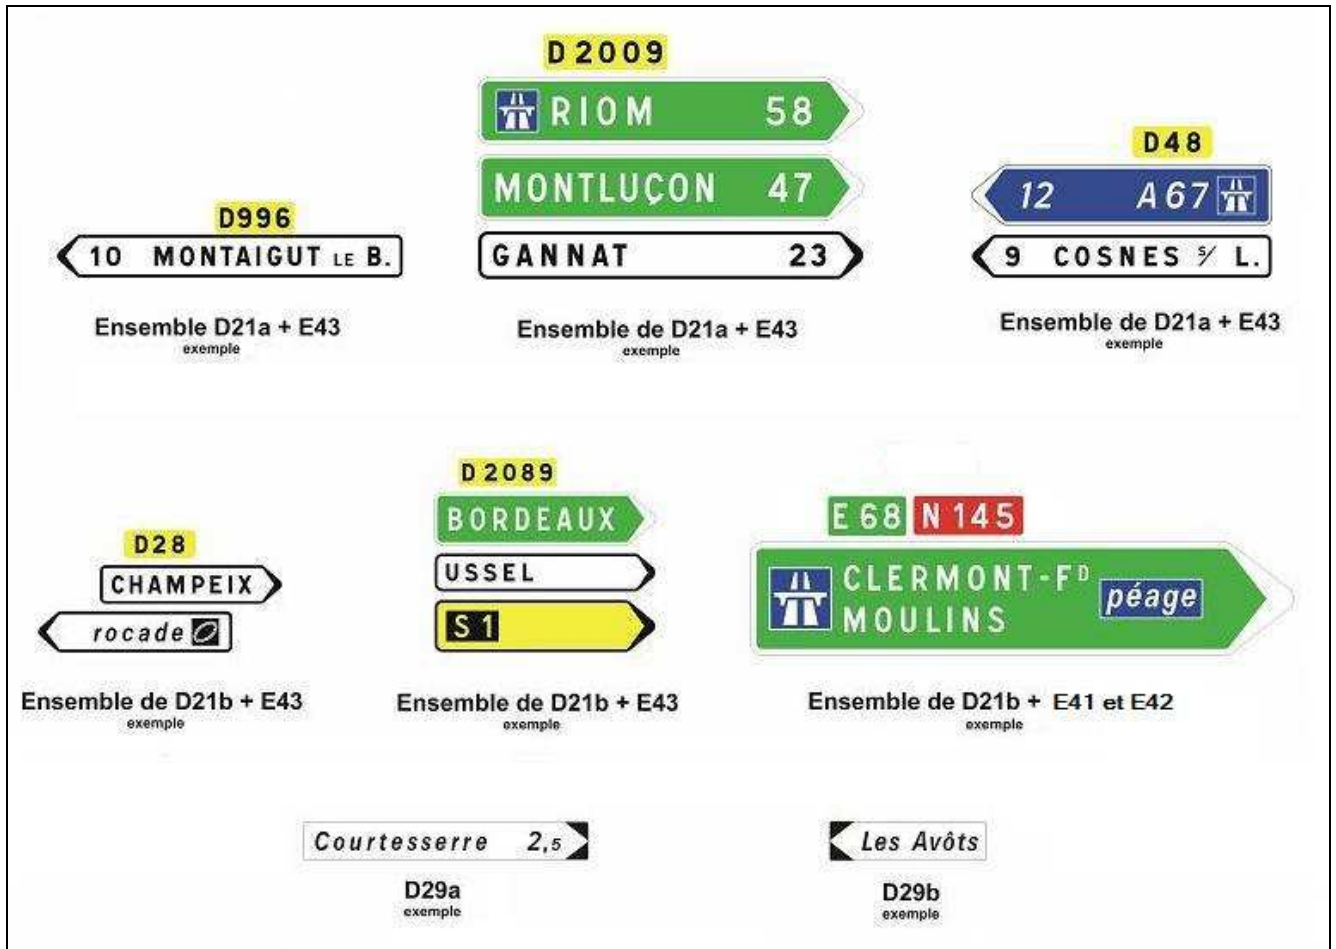 D996
10 MONTAIGUT LE B.
Ensemble D21a + E43
exemple
D 2009
RIOM 58
MONTLUÇON 47
GANNAT 23
Ensemble de D21a + E43
exemple
D48
12 A67
9 COSNES S/ L.
Ensemble de D21a + E43
exemple
D28
CHAMPEIX
rocade
Ensemble de D21b + E43
exemple
D 2089
BORDEAUX
USSEL
S 1
Ensemble de D21b + E43
exemple
E 68 N 145
CLERMONT-FD
MOULINS
péage
Ensemble de D21b + E41 et E42
exemple
Courtesserre 2,5
D29a
exemple
Les Avôts
D29b
exemple